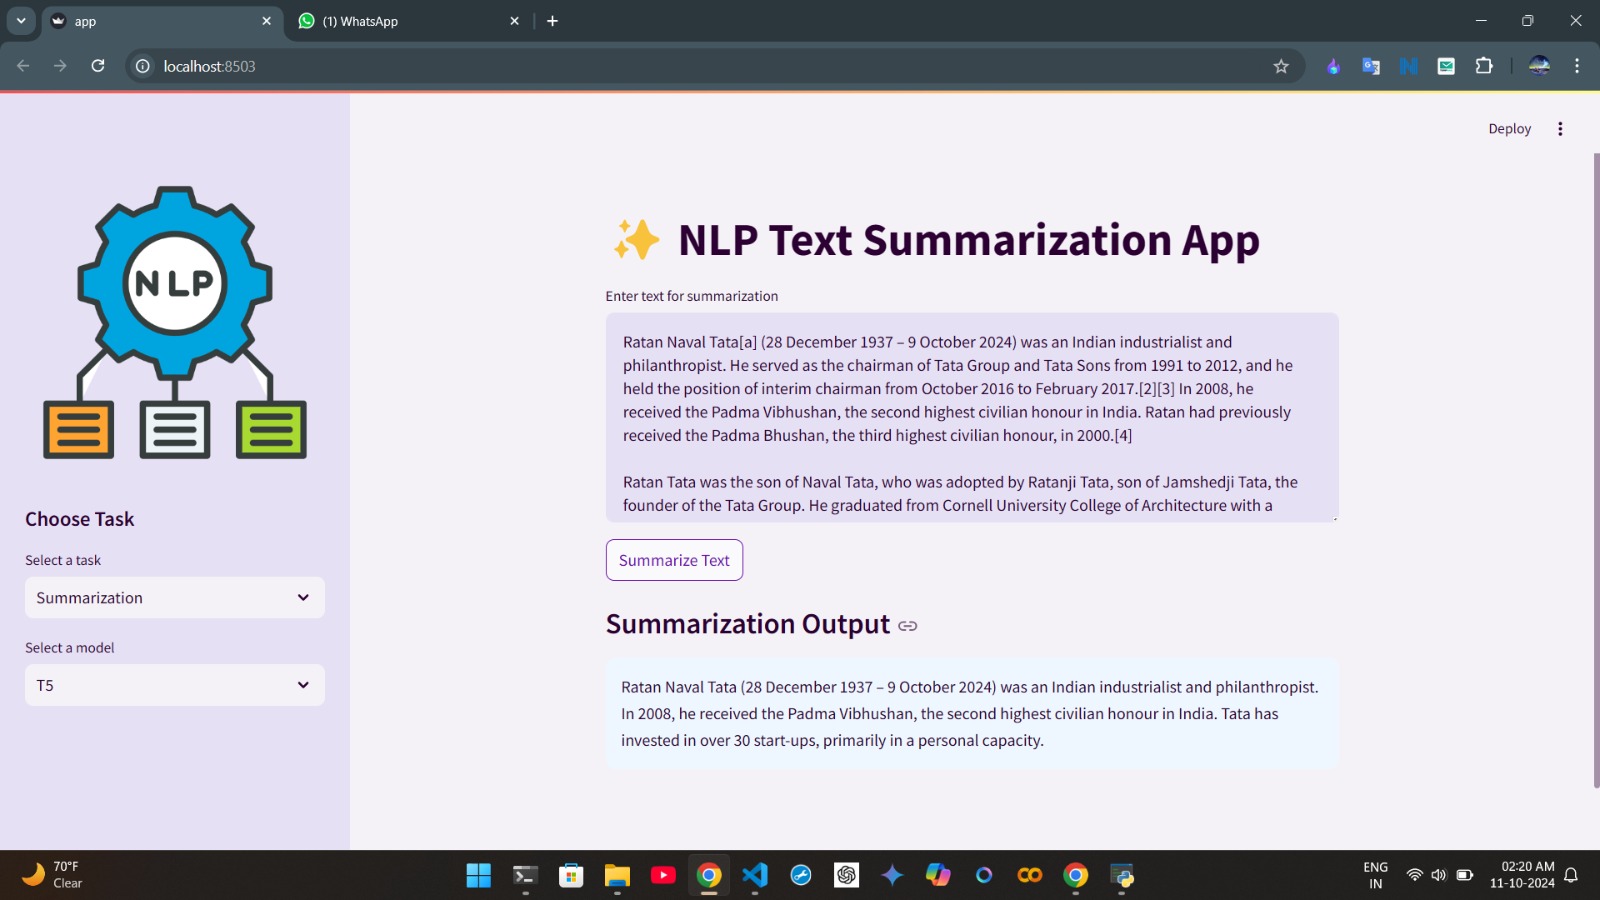 app
(1) WhatsApp
localhost:8503
Deploy
NLP
✨ NLP Text Summarization App
Enter text for summarization
Ratan Naval Tata[a] (28 December 1937 – 9 October 2024) was an Indian industrialist and
philanthropist. He served as the chairman of Tata Group and Tata Sons from 1991 to 2012, and he
held the position of interim chairman from October 2016 to February 2017.[2][3] In 2008, he
received the Padma Vibhushan, the second highest civilian honour in India. Ratan had previously
received the Padma Bhushan, the third highest civilian honour, in 2000.[4]
Ratan Tata was the son of Naval Tata, who was adopted by Ratanji Tata, son of Jamshedji Tata, the
founder of the Tata Group. He graduated from Cornell University College of Architecture with a
Summarize Text
Choose Task
Select a task
Summarization
Select a model
T5
Summarization Output
Ratan Naval Tata (28 December 1937 – 9 October 2024) was an Indian industrialist and philanthropist.
In 2008, he received the Padma Vibhushan, the second highest civilian honour in India. Tata has
invested in over 30 start-ups, primarily in a personal capacity.
70°F
Clear
ENG
IN
02:20 AM
11-10-2024